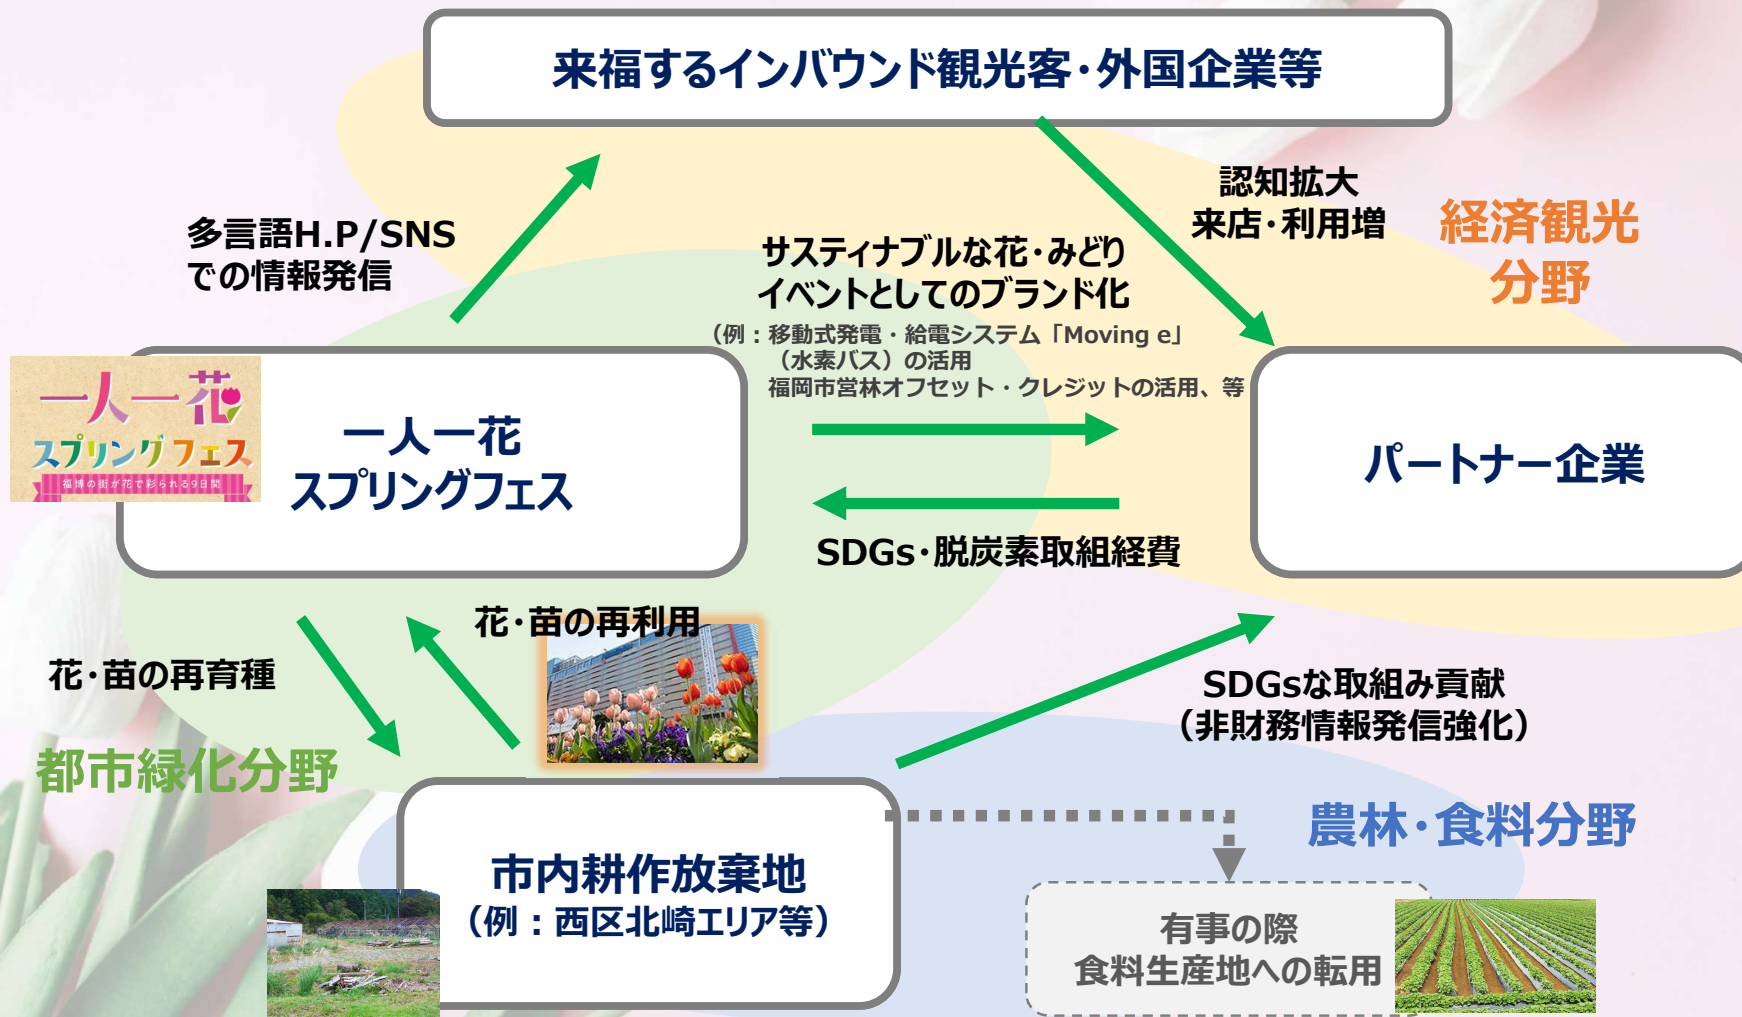 来福するインバウンド観光客・外国企業等
認知拡大
来店・利用増
経済観光
分野
多言語H.P/SNS
での情報発信
サスティナブルな花・みどり
イベントとしてのブランド化
（例：移動式発電・給電システム「Moving e」
（水素バス）の活用
福岡市営林オフセット・クレジットの活用、等
一人一花
スプリングフェス
福博の街が花で彩られる9日間
一人一花
スプリングフェス
パートナー企業
SDGs・脱炭素取組経費
花・苗の再利用
花・苗の再育種
SDGsな取組み貢献
（非財務情報発信強化）
都市緑化分野
農林・食料分野
市内耕作放棄地
（例：西区北崎エリア等）
有事の際
食料生産地への転用